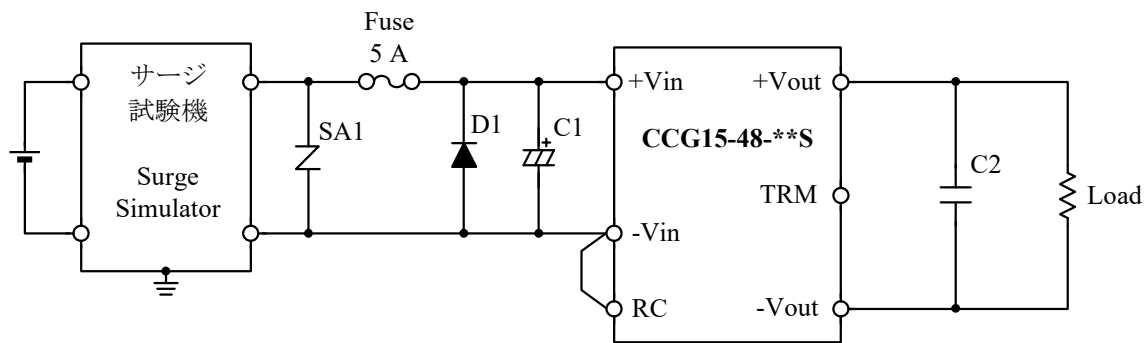 サージ
試験機
Surge
Simulator
Fuse
5 A
SA1
D1
C1
+
+Vin
+Vout
CCG15-48-**S
TRM
-Vin
RC
-Vout
C2
Load